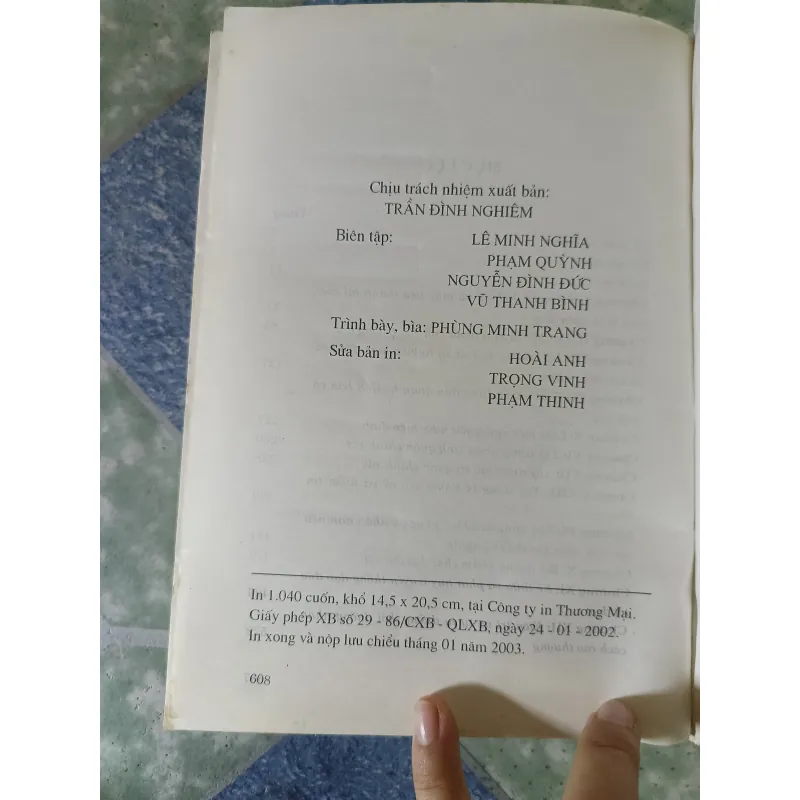 Chịu trách nhiệm xuất bản:
TRẦN ĐÌNH NGHIÊM
Biên tập: LÊ MINH NGHĨA
PHẠM QUỲNH
NGUYỄN ĐÌNH ĐỨC
VŨ THANH BÌNH
Trình bày, bìa: PHÙNG MINH TRANG
Sửa bản in: HOÀI ANH
TRỌNG VINH
PHẠM THINH
In 1.040 cuốn, khổ 14,5 x 20,5 cm, tại Công ty in Thương Mại.
Giấy phép XB số 29 - 86/CXB - QLXB, ngày 24 - 01 - 2002.
In xong và nộp lưu chiểu tháng 01 năm 2003.
608